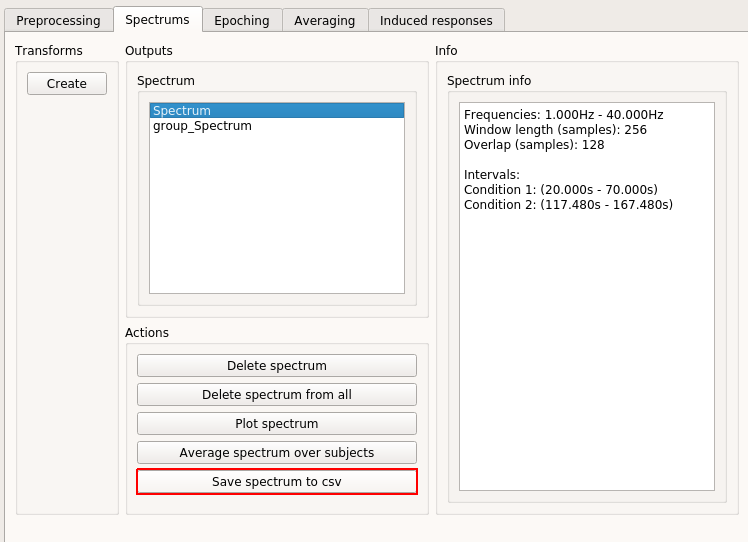 Preprocessing Spectrums Epoching Averaging Induced responses
Transforms
Create
Outputs
Spectrum
Spectrum
group_Spectrum
Actions
Delete spectrum
Delete spectrum from all
Plot spectrum
Average spectrum over subjects
Save spectrum to csv
Info
Spectrum info
Frequencies: 1.000Hz - 40.000Hz
Window length (samples): 256
Overlap (samples): 128
Intervals:
Condition 1: (20.000s - 70.000s)
Condition 2: (117.480s - 167.480s)